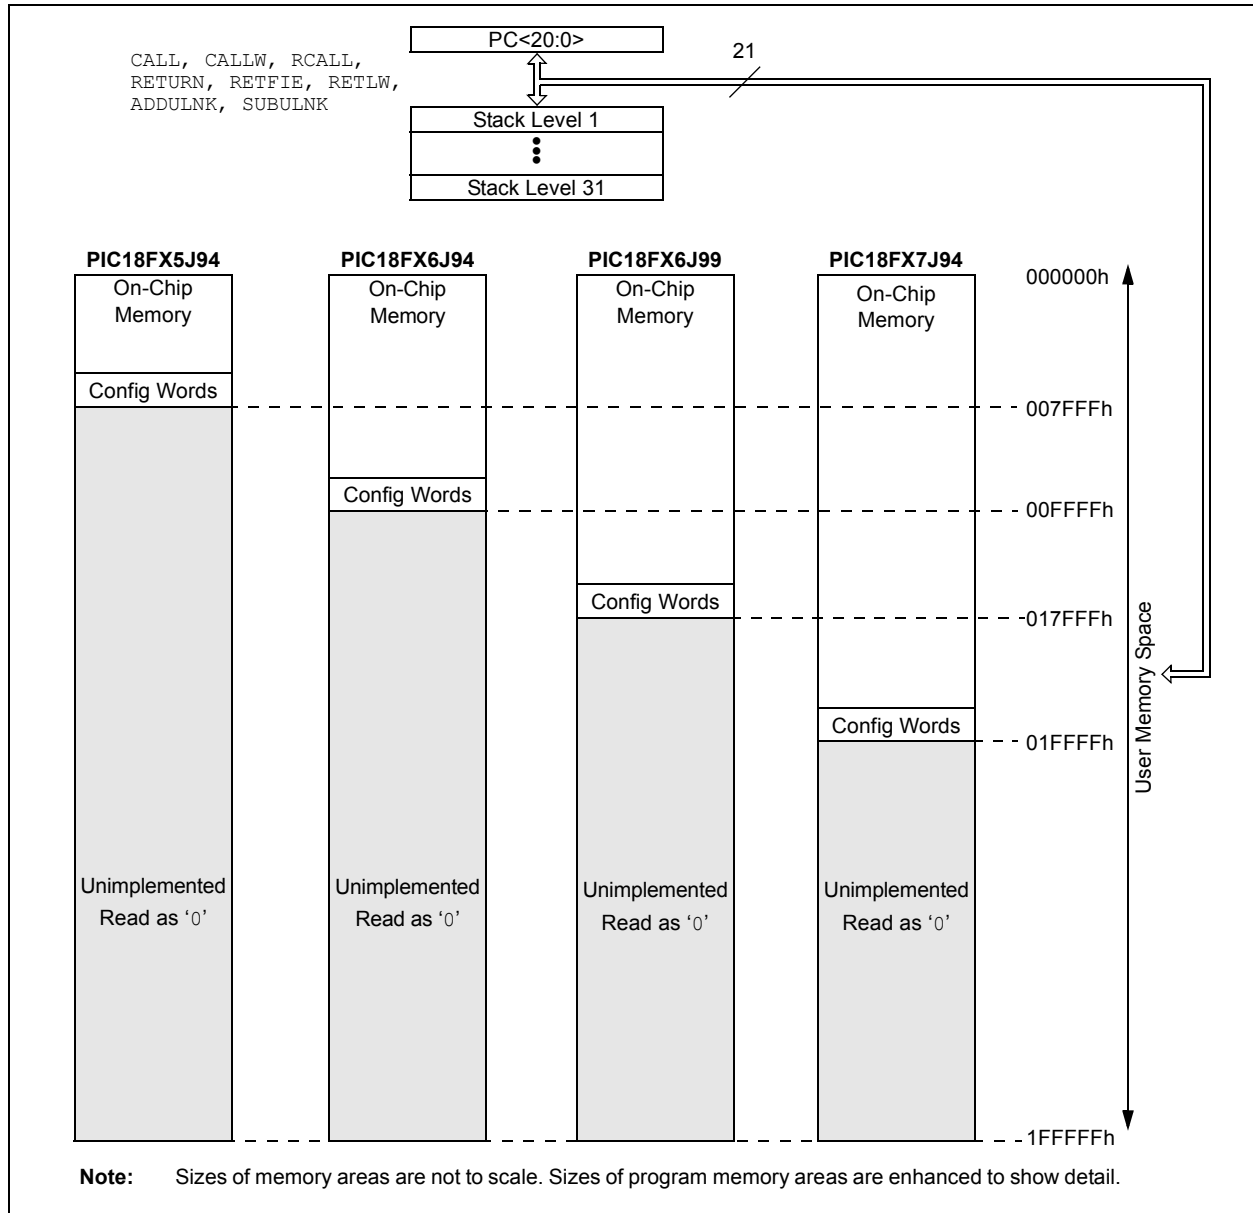 PC<20:0>
21
CALL, CALLW, RCALL,
RETURN, RETFIE, RETLW,
ADDULNK, SUBULNK
Stack Level 1
Stack Level 31
PIC18FX5J94
PIC18FX6J94
PIC18FX6J99
PIC18FX7J94
On-Chip
Memory
On-Chip
Memory
On-Chip
Memory
On-Chip
Memory
000000h
Config Words
007FFFh
Config Words
00FFFFh
Config Words
017FFFh
Config Words
01FFFFh
User Memory Space
Unimplemented
Read as ‘0’
Unimplemented
Read as ‘0’
Unimplemented
Read as ‘0’
Unimplemented
Read as ‘0’
1FFFFFh
Note: Sizes of memory areas are not to scale. Sizes of program memory areas are enhanced to show detail.